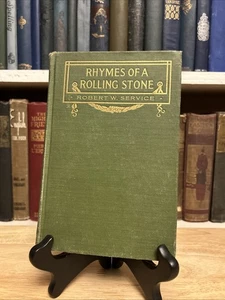 RHYMES OF A
ROLLING STONE
ROBERT W. SERVICE